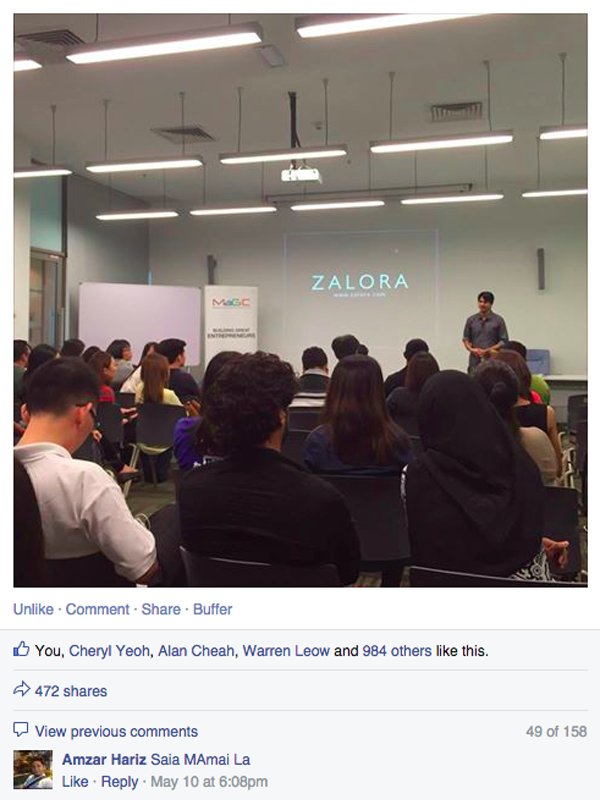 ZALORA
www.zalora.com
MaGIC
BUILDING GREAT
ENTREPRENEURS
Unlike · Comment · Share · Buffer
You, Cheryl Yeoh, Alan Cheah, Warren Leow and 984 others like this.
472 shares
View previous comments 49 of 158
Amzar Hariz Saia MAmai La
Like · Reply · May 10 at 6:08pm